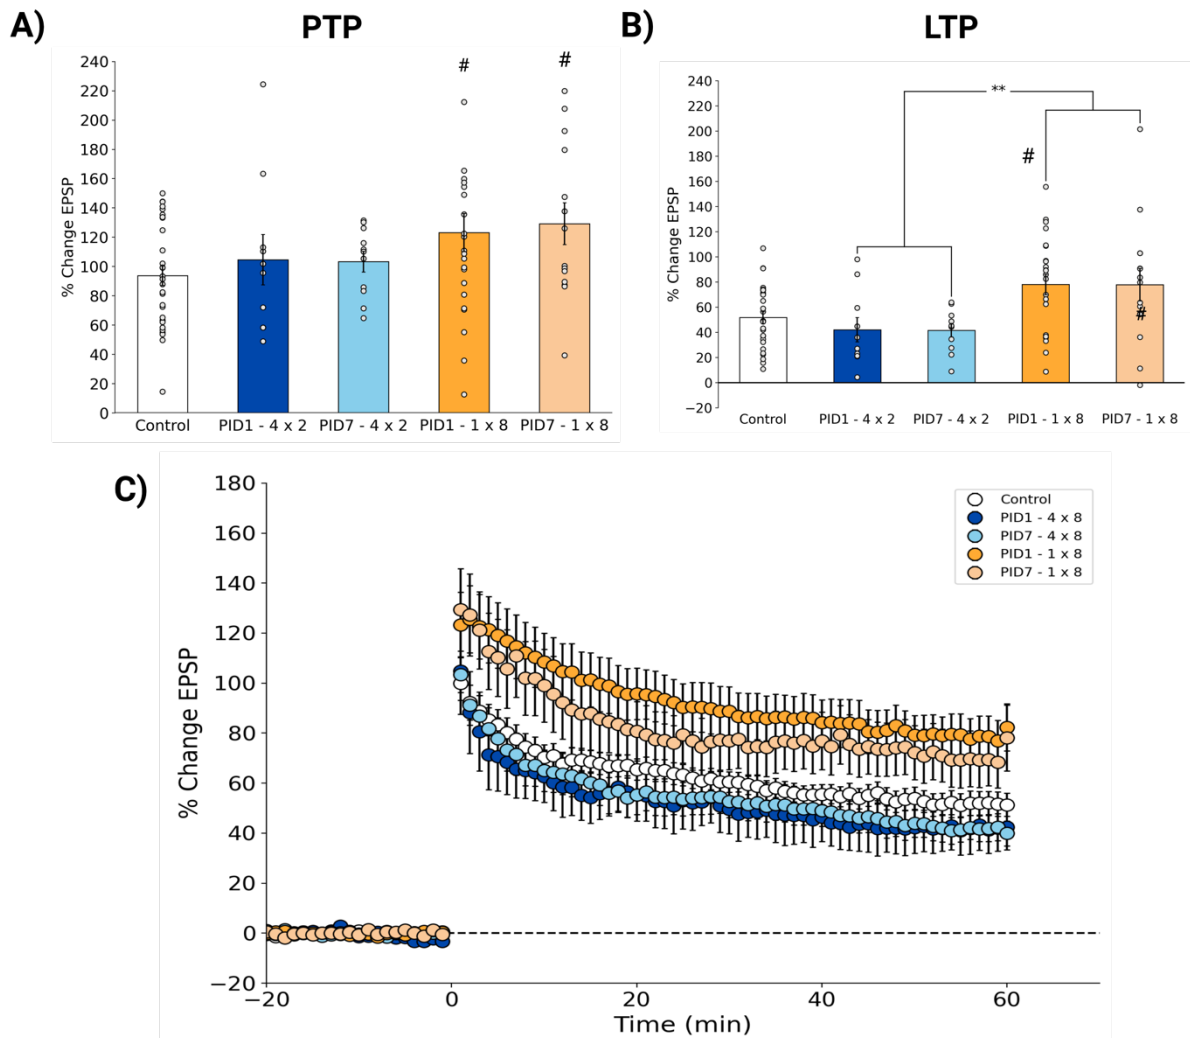 A)
PTP
% Change EPSP
240
220
200
180
160
140
120
100
80
60
40
20
0
#
#
Control
PID1 - 4 x 2
PID7 - 4 x 2
PID1 - 1 x 8
PID7 - 1 x 8
B)
LTP
% Change EPSP
240
220
200
180
160
140
120
100
80
60
40
20
0
−20
**
#
#
Control
PID1 - 4 x 2
PID7 - 4 x 2
PID1 - 1 x 8
PID7 - 1 x 8
C)
% Change EPSP
180
160
140
120
100
80
60
40
20
0
−20
Control
PID1 - 4 x 8
PID7 - 4 x 8
PID1 - 1 x 8
PID7 - 1 x 8
−20
0
20
40
60
Time (min)